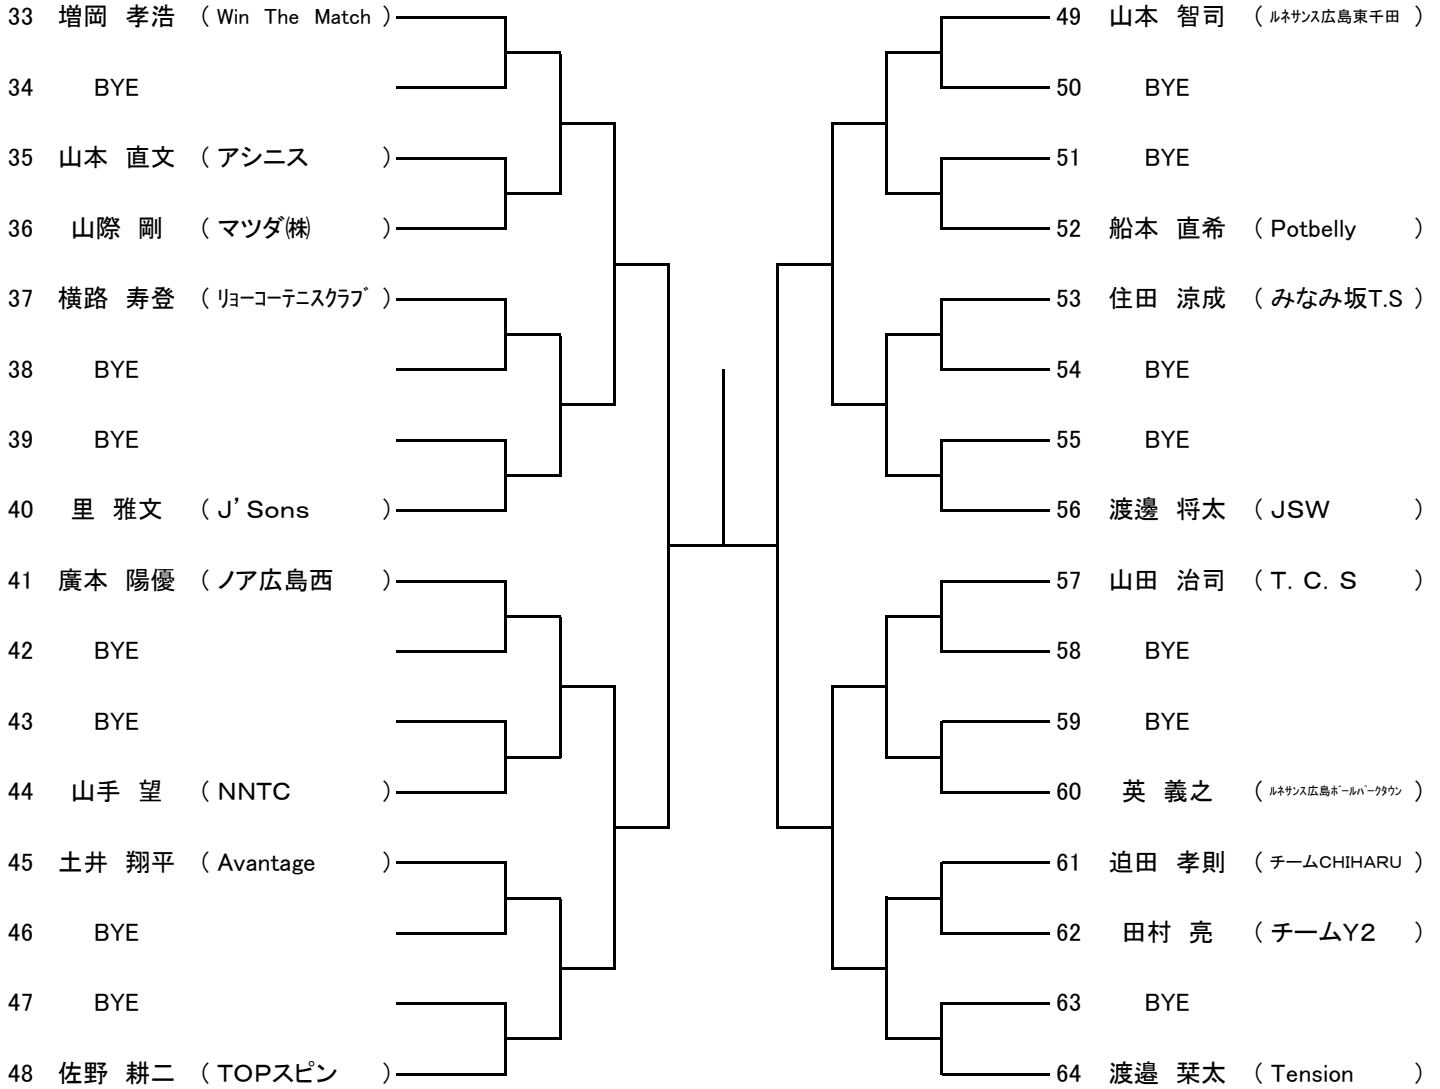 33 増岡 孝浩 ( Win The Match )
34 BYE
35 山本 直文 ( アシニス )
36 山際 剛 ( マツダ㈱ )
37 横路 寿登 ( ﾘｮｰｺｰテニスクラブ )
38 BYE
39 BYE
40 里 雅文 ( J'Sons )
41 廣本 陽優 ( ノア広島西 )
42 BYE
43 BYE
44 山手 望 ( NNTC )
45 土井 翔平 ( Avantage )
46 BYE
47 BYE
48 佐野 耕二 ( TOPスピン )
49 山本 智司 ( ﾙﾈｻﾝｽ広島東千田 )
50 BYE
51 BYE
52 船本 直希 ( Potbelly )
53 住田 涼成 ( みなみ坂T.S )
54 BYE
55 BYE
56 渡邊 将太 ( JSW )
57 山田 治司 ( T. C. S )
58 BYE
59 BYE
60 英 義之 ( ﾙﾈｻﾝｽ広島ﾎﾞｰﾙﾊﾟｰｸﾀｳﾝ )
61 迫田 孝則 ( チームCHIHARU )
62 田村 亮 ( チームY2 )
63 BYE
64 渡邉 栞太 ( Tension )